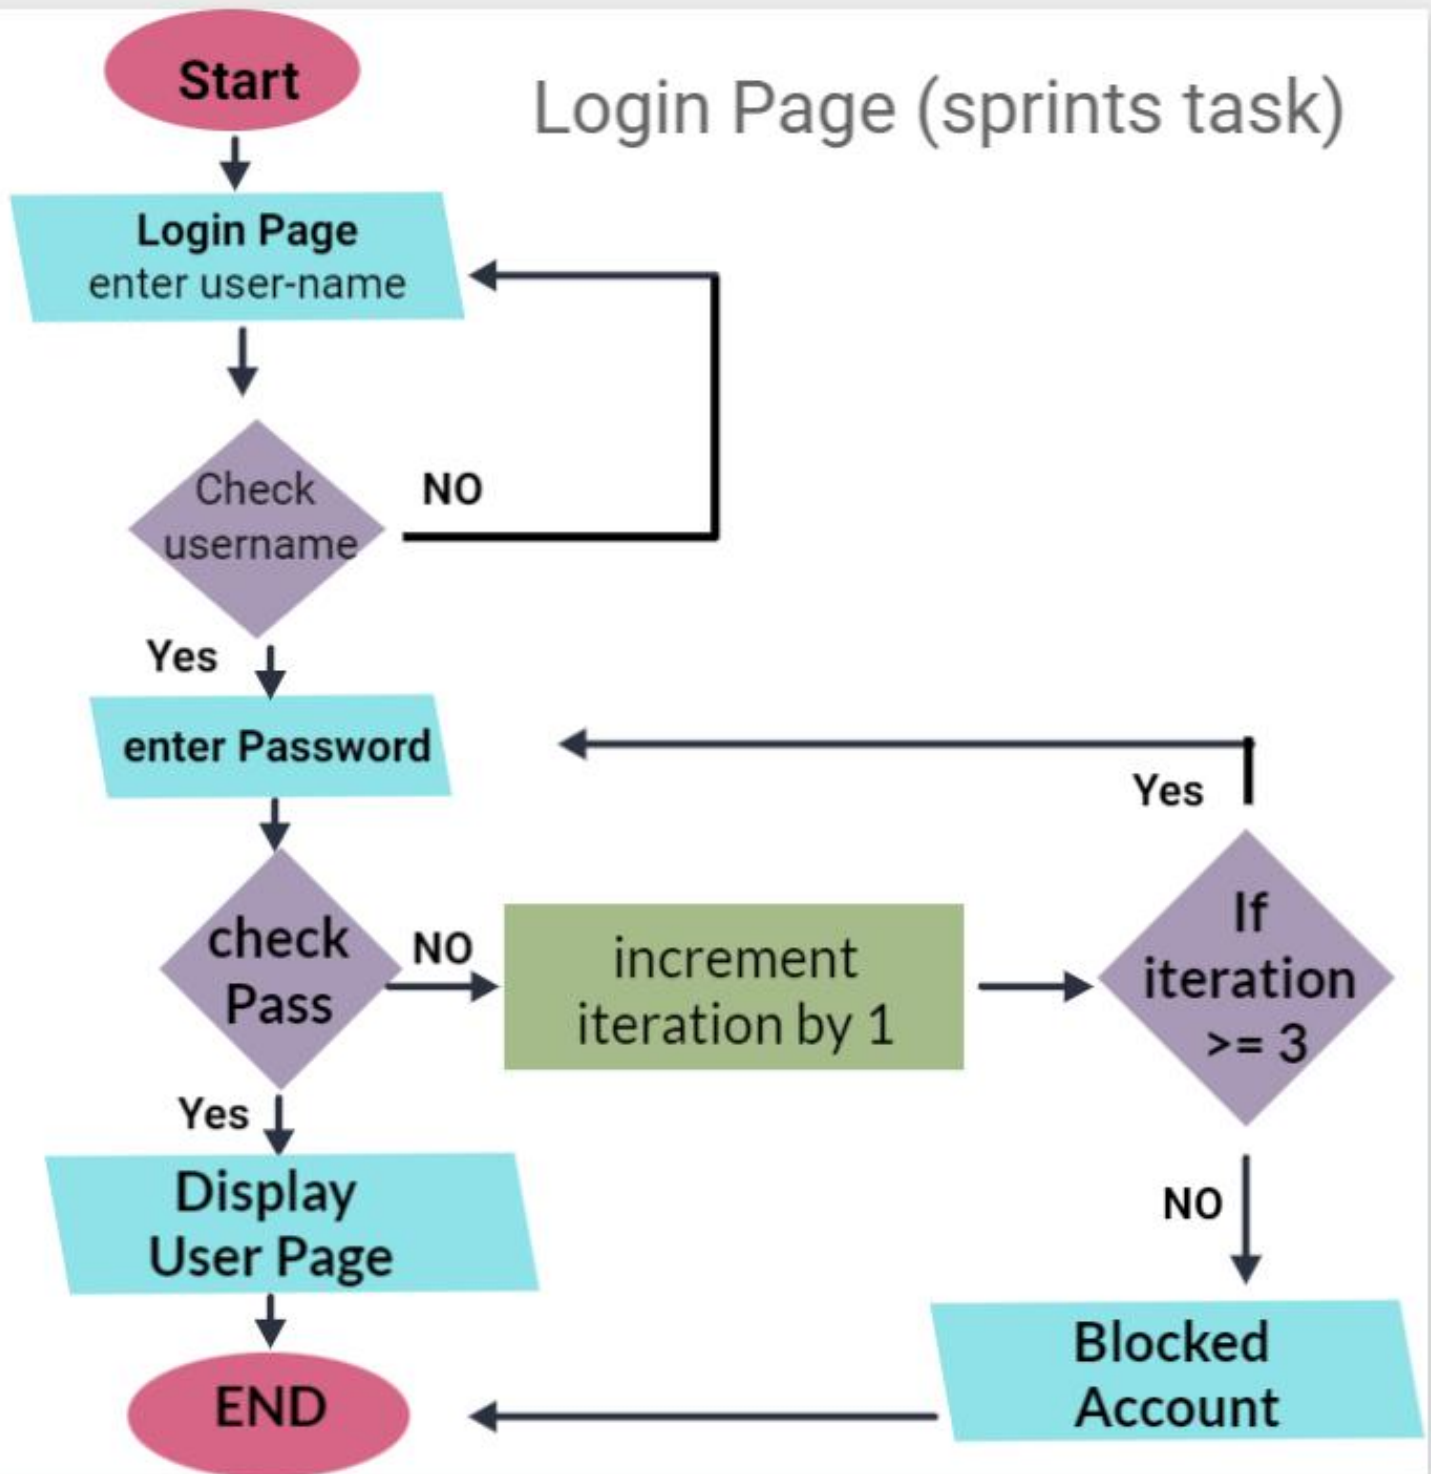 Start
Login Page (sprints task)
Login Page
enter user-name
Check
username
NO
Yes
enter Password
Yes
check
Pass
NO
increment
iteration by 1
If
iteration
>= 3
Yes
Display
User Page
NO
Blocked
Account
END